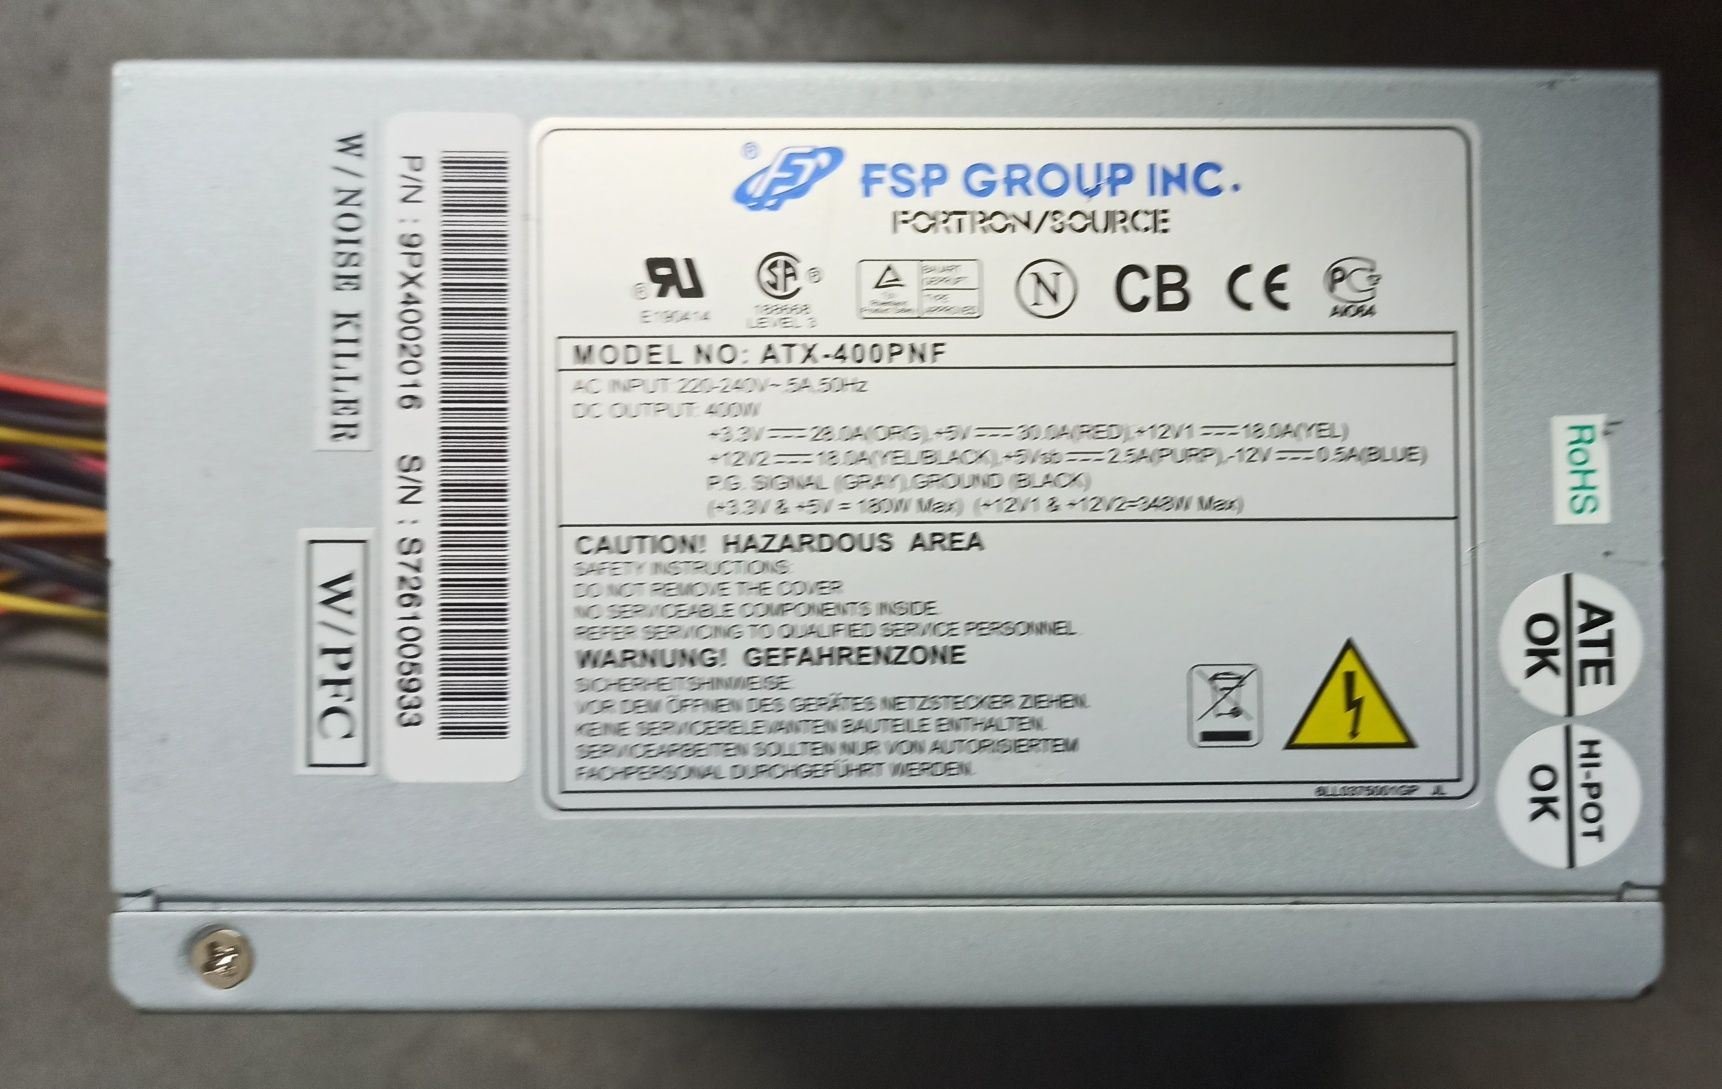 FSP GROUP INC.
FORTRON/SOURCE
E190414
LEVEL 3
BAUART
GEPRÜFT
TYPE
APPROVED
N
CB
CE
MODEL NO: ATX-400PNF
AC INPUT: 220-240V~,5A,50Hz
DC OUTPUT: 400W
+3.3V⎓28.0A(ORG),+5V⎓30.0A(RED),+12V1⎓18.0A(YEL)
+12V2⎓18.0A(YEL/BLACK),+5Vsb⎓2.5A(PURP),-12V⎓0.5A(BLUE)
P.G. SIGNAL (GRAY),GROUND (BLACK)
(+3.3V & +5V = 180W Max) (+12V1 & +12V2=348W Max)
CAUTION! HAZARDOUS AREA
SAFETY INSTRUCTIONS:
DO NOT REMOVE THE COVER
NO SERVICEABLE COMPONENTS INSIDE.
REFER SERVICING TO QUALIFIED SERVICE PERSONNEL.
WARNUNG! GEFAHRENZONE
SICHERHEITSHINWEISE:
VOR DEM ÖFFNEN DES GERÄTES NETZSTECKER ZIEHEN.
KEINE SERVICERELEVANTEN BAUTEILE ENTHALTEN.
SERVICEARBEITEN SOLLTEN NUR VON AUTORISIERTEM
FACHPERSONAL DURCHGEFÜHRT WERDEN.
P/N : 9PX4002016 S/N : S7261005933
W/NOISE KILLER
W/PFC
RoHS
ATE
OK
HI-POT
OK